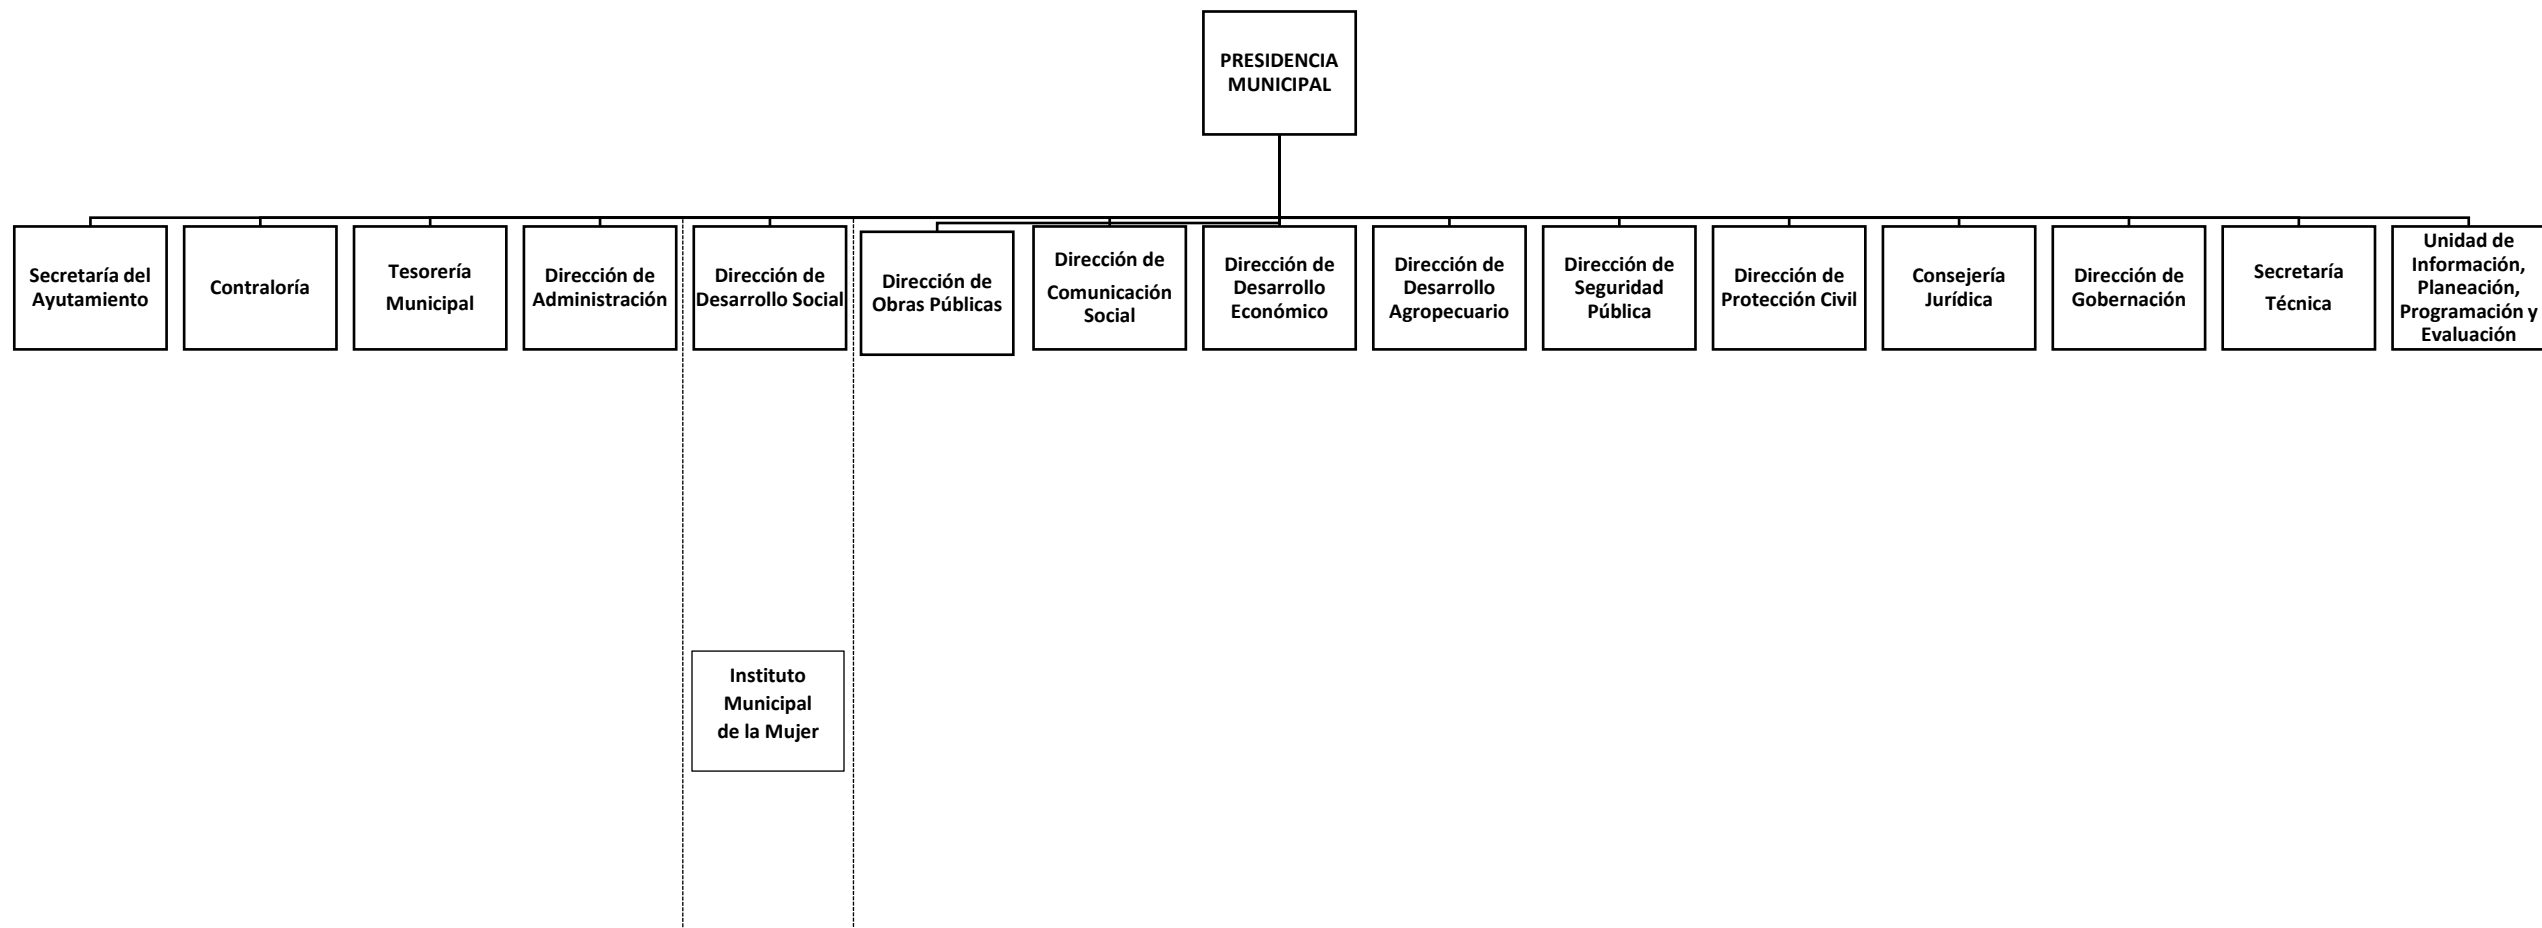 PRESIDENCIA
MUNICIPAL
Secretaría del
Ayutamiento
Contraloría
Tesorería
Municipal
Dirección de
Administración
Dirección de
Desarrollo Social
Dirección de
Obras Públicas
Dirección de
Comunicación
Social
Dirección de
Desarrollo
Económico
Dirección de
Desarrollo
Agropecuario
Dirección de
Seguridad
Pública
Dirección de
Protección Civil
Consejería
Jurídica
Dirección de
Gobernación
Secretaría
Técnica
Unidad de
Información,
Planeación,
Programación y
Evaluación
Instituto
Municipal
de la Mujer